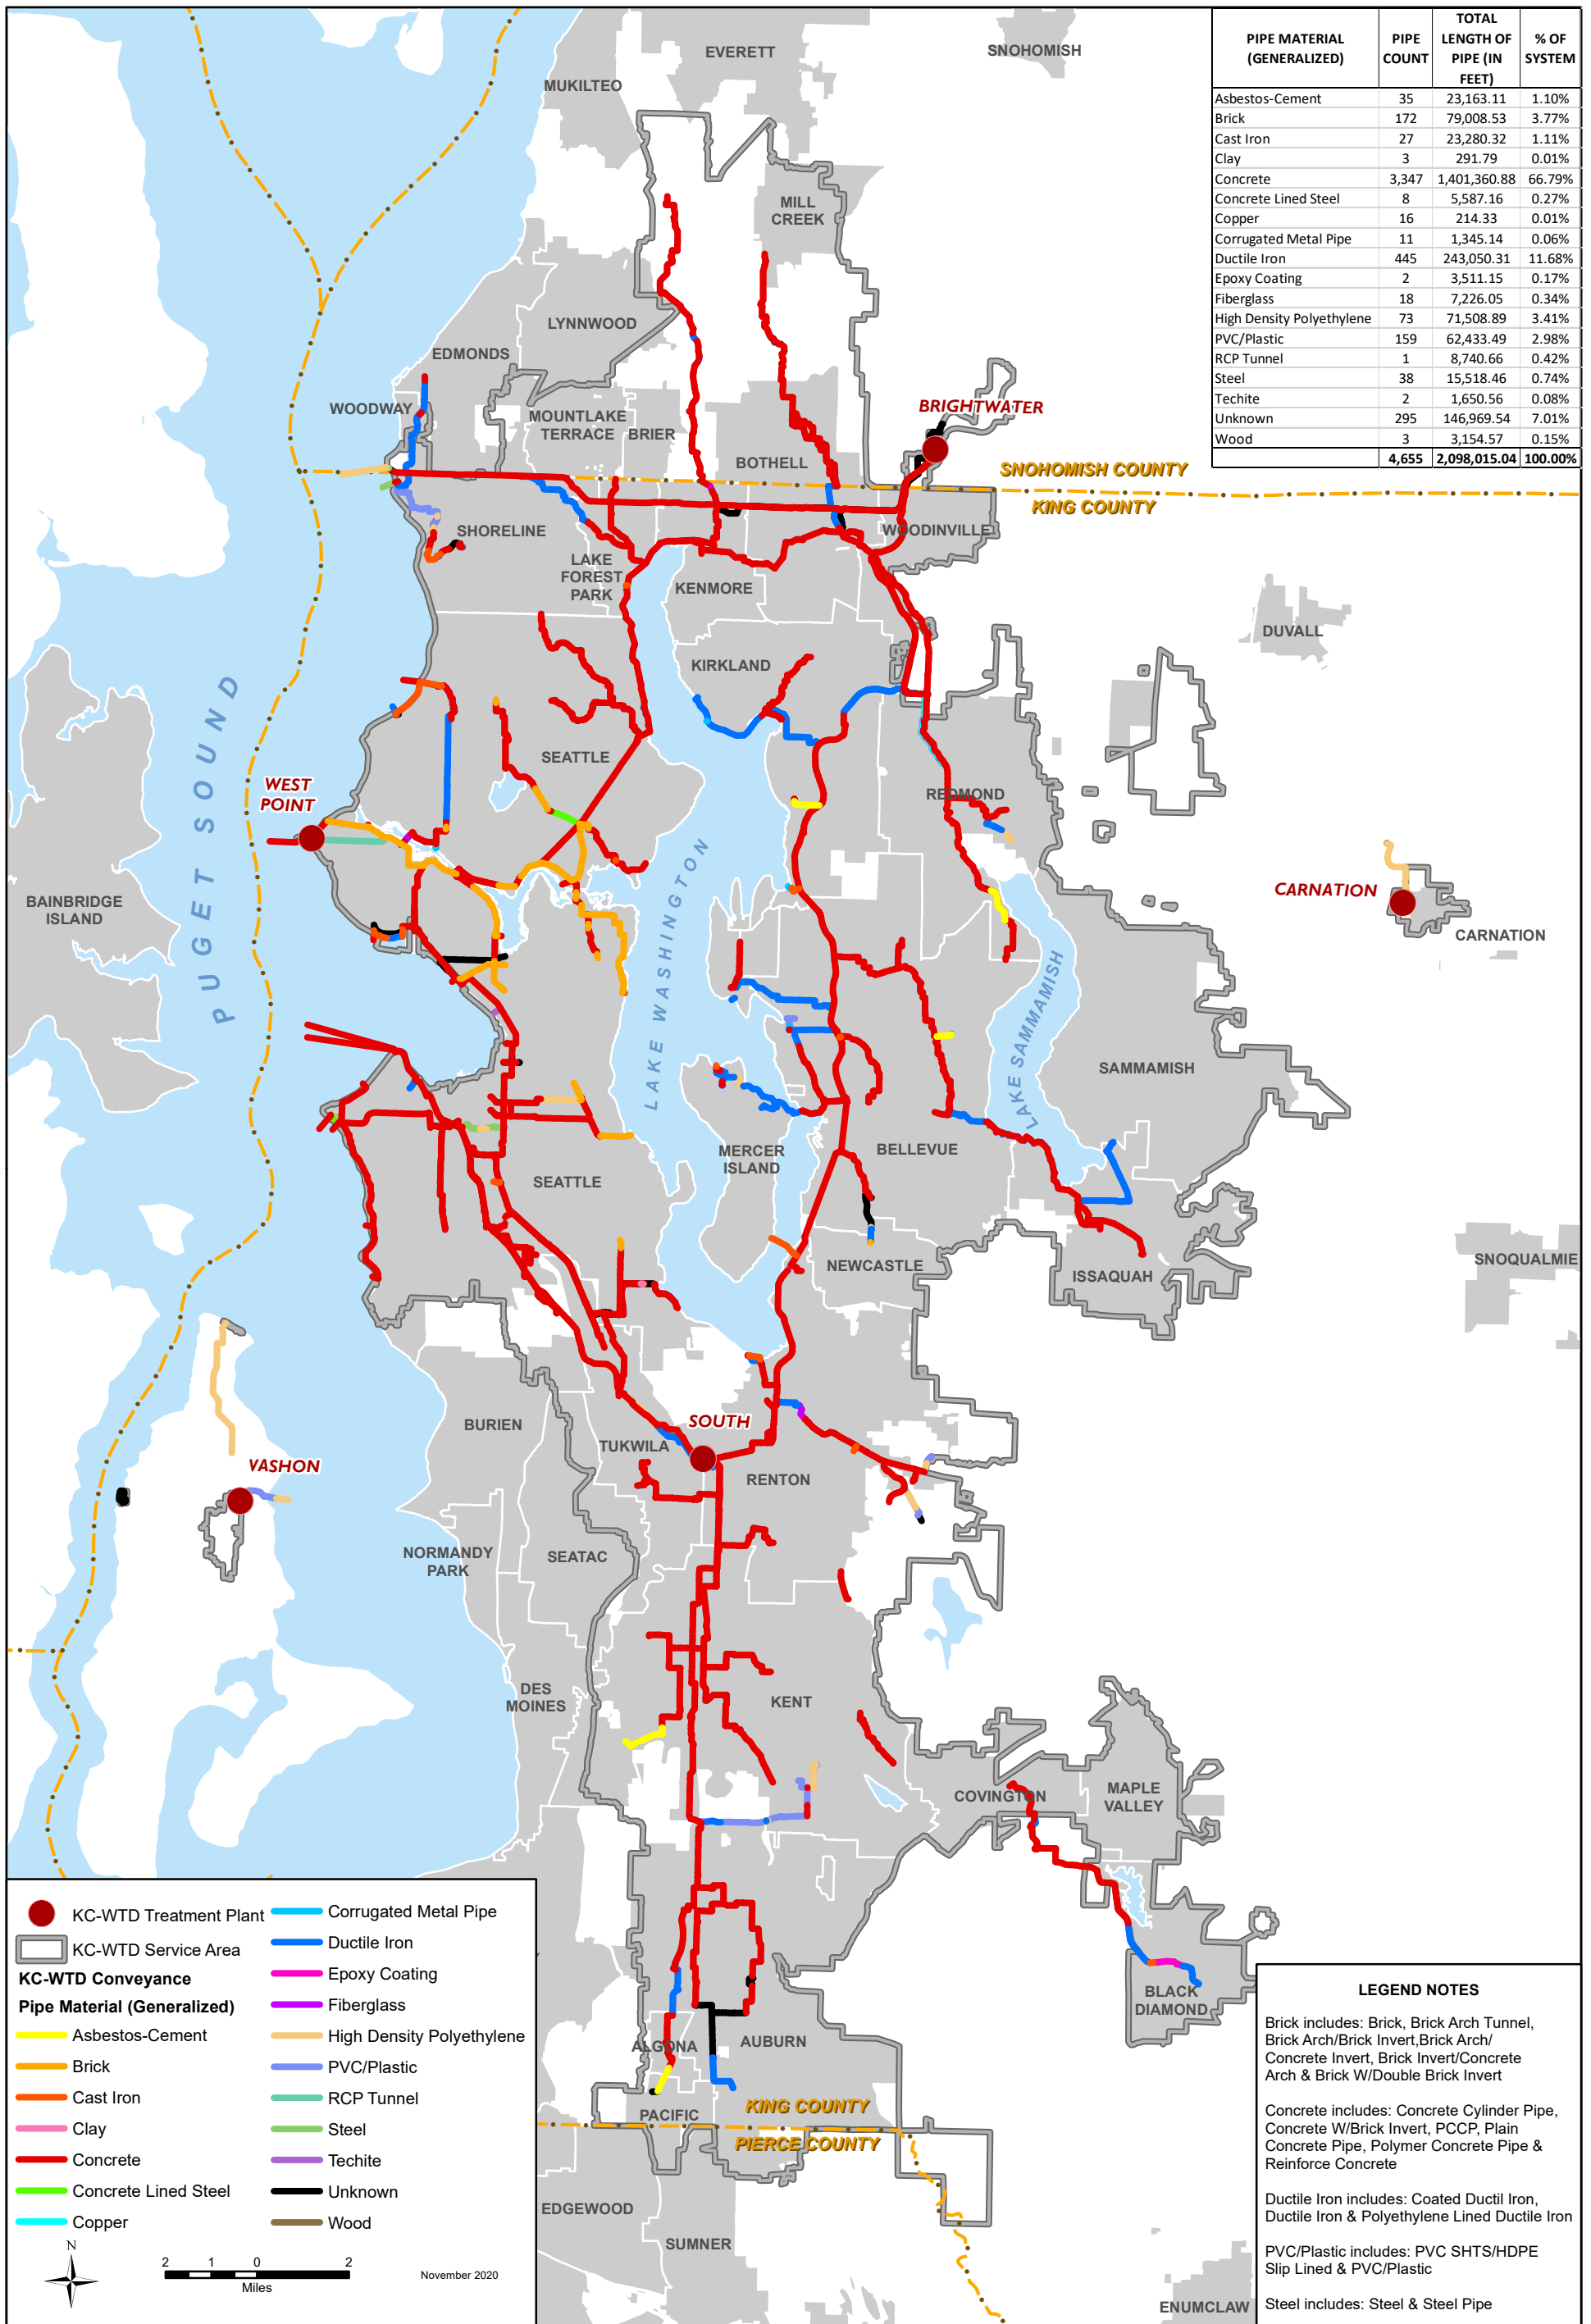 PIPE MATERIAL (GENERALIZED) PIPE COUNT TOTAL LENGTH OF PIPE (IN FEET) % OF SYSTEM
Asbestos-Cement 35 23,163.11 1.10%
Brick 172 79,008.53 3.77%
Cast Iron 27 23,280.32 1.11%
Clay 3 291.79 0.01%
Concrete 3,347 1,401,360.88 66.79%
Concrete Lined Steel 8 5,587.16 0.27%
Copper 16 214.33 0.01%
Corrugated Metal Pipe 11 1,345.14 0.06%
Ductile Iron 445 243,050.31 11.68%
Epoxy Coating 2 3,511.15 0.17%
Fiberglass 18 7,226.05 0.34%
High Density Polyethylene 73 71,508.89 3.41%
PVC/Plastic 159 62,433.49 2.98%
RCP Tunnel 1 8,740.66 0.42%
Steel 38 15,518.46 0.74%
Techite 2 1,650.56 0.08%
Unknown 295 146,969.54 7.01%
Wood 3 3,154.57 0.15%
4,655 2,098,015.04 100.00%
EVERETT
SNOHOMISH
MUKILTEO
MILL
CREEK
LYNNWOOD
EDMONDS
WOODWAY
MOUNTLAKE
TERRACE
BRIER
BRIGHTWATER
BOTHELL
SNOHOMISH COUNTY
KING COUNTY
SHORELINE
WOODINVILLE
LAKE
FOREST
PARK
KENMORE
DUVALL
KIRKLAND
PUGET SOUND
SEATTLE
WEST
POINT
REDMOND
LAKE WASHINGTON
BAINBRIDGE
ISLAND
CARNATION
CARNATION
LAKE SAMMAMISH
SAMMAMISH
MERCER
ISLAND
BELLEVUE
SEATTLE
NEWCASTLE
ISSAQUAH
SNOQUALMIE
BURIEN
SOUTH
TUKWILA
VASHON
RENTON
NORMANDY
PARK
SEATAC
DES
MOINES
KENT
COVINGTON
MAPLE
VALLEY
BLACK
DIAMOND
ALGONA
AUBURN
PACIFIC
KING COUNTY
PIERCE COUNTY
EDGEWOOD
SUMNER
ENUMCLAW
KC-WTD Treatment Plant
KC-WTD Service Area
KC-WTD Conveyance
Pipe Material (Generalized)
Asbestos-Cement
Brick
Cast Iron
Clay
Concrete
Concrete Lined Steel
Copper
Corrugated Metal Pipe
Ductile Iron
Epoxy Coating
Fiberglass
High Density Polyethylene
PVC/Plastic
RCP Tunnel
Steel
Techite
Unknown
Wood
N
2 1 0 2
Miles
November 2020
LEGEND NOTES
Brick includes: Brick, Brick Arch Tunnel,
Brick Arch/Brick Invert,Brick Arch/
Concrete Invert, Brick Invert/Concrete
Arch & Brick W/Double Brick Invert
Concrete includes: Concrete Cylinder Pipe,
Concrete W/Brick Invert, PCCP, Plain
Concrete Pipe, Polymer Concrete Pipe &
Reinforce Concrete
Ductile Iron includes: Coated Ductil Iron,
Ductile Iron & Polyethylene Lined Ductile Iron
PVC/Plastic includes: PVC SHTS/HDPE
Slip Lined & PVC/Plastic
Steel includes: Steel & Steel Pipe